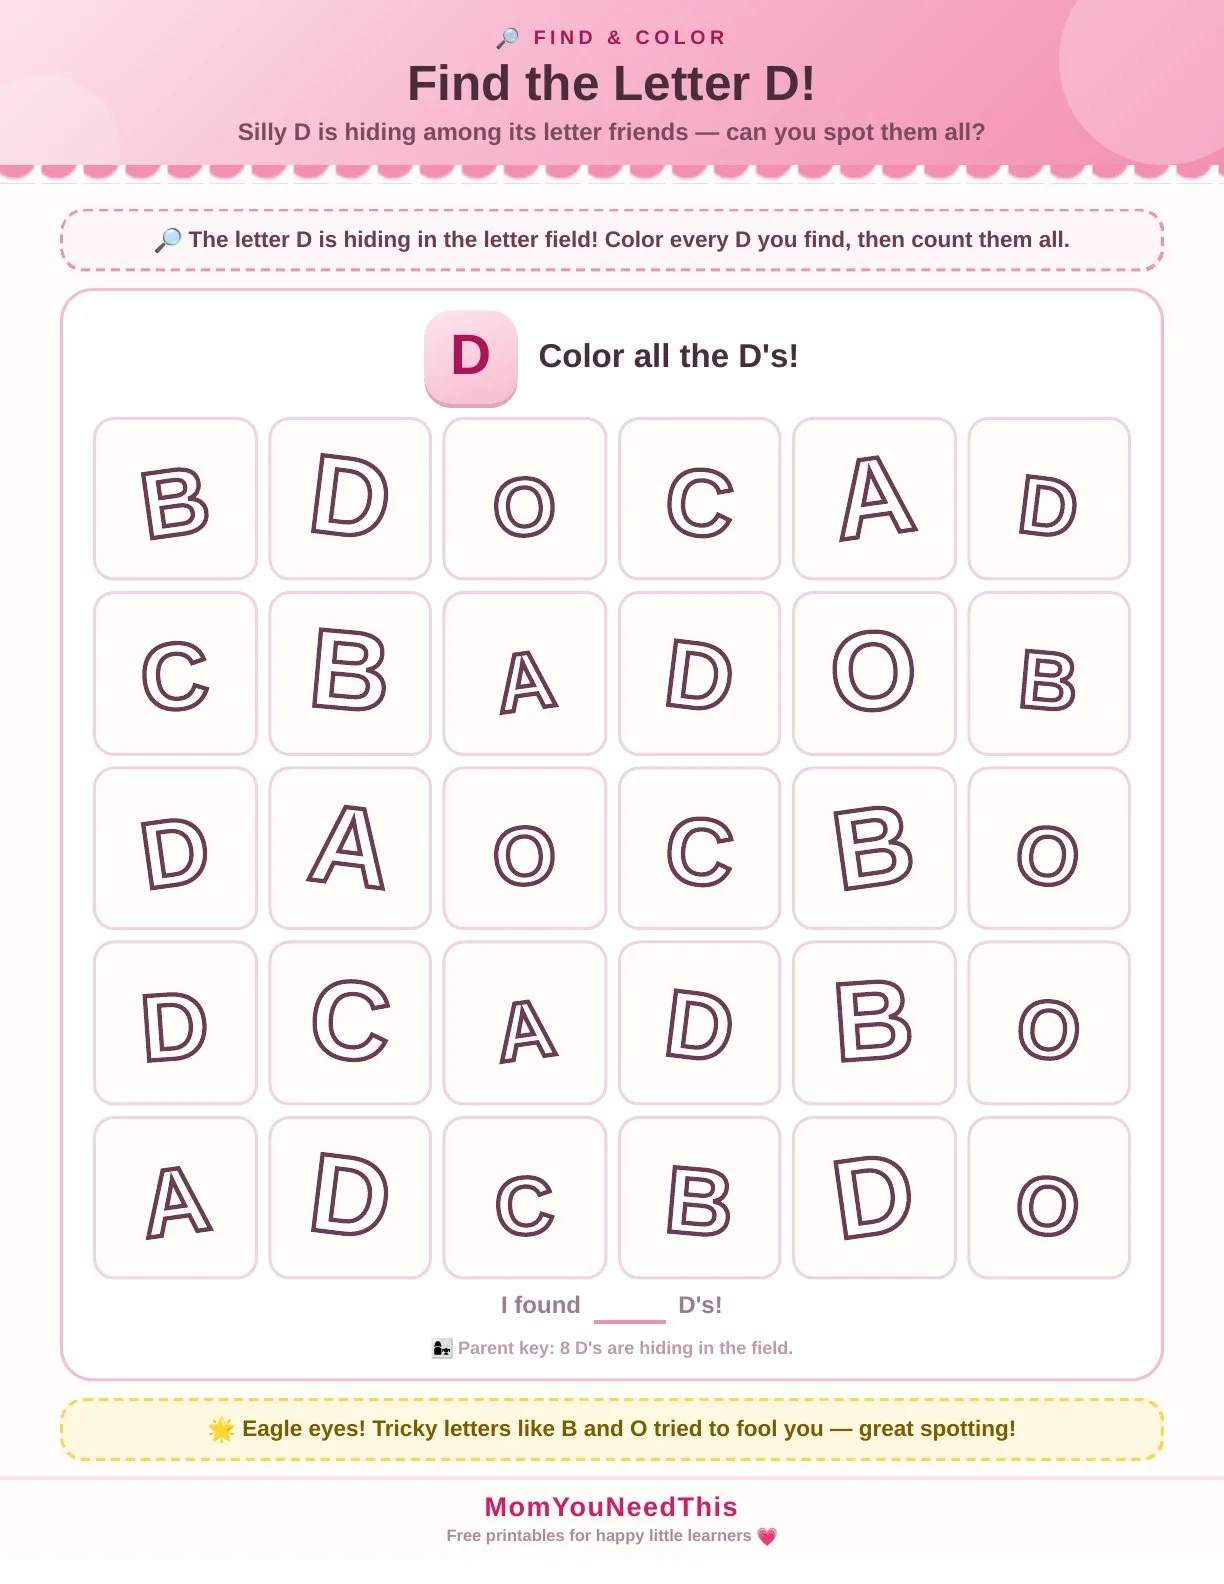 🔎 FIND & COLOR
Find the Letter D!
Silly D is hiding among its letter friends — can you spot them all?
🔎 The letter D is hiding in the letter field! Color every D you find, then count them all.
D Color all the D's!
B D O C A D
C B A D O B
D A O C B O
D C A D B O
A D C B D O
I found ____ D's!
Parent key: 8 D's are hiding in the field.
🌟 Eagle eyes! Tricky letters like B and O tried to fool you — great spotting!
MomYouNeedThis
Free printables for happy little learners 💗